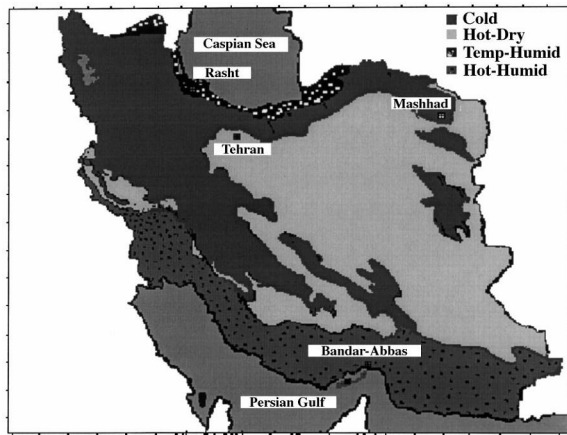 Caspian Sea
Rasht
Mashhad
Tehran
Bandar-Abbas
Persian Gulf
Cold
Hot-Dry
Temp-Humid
Hot-Humid